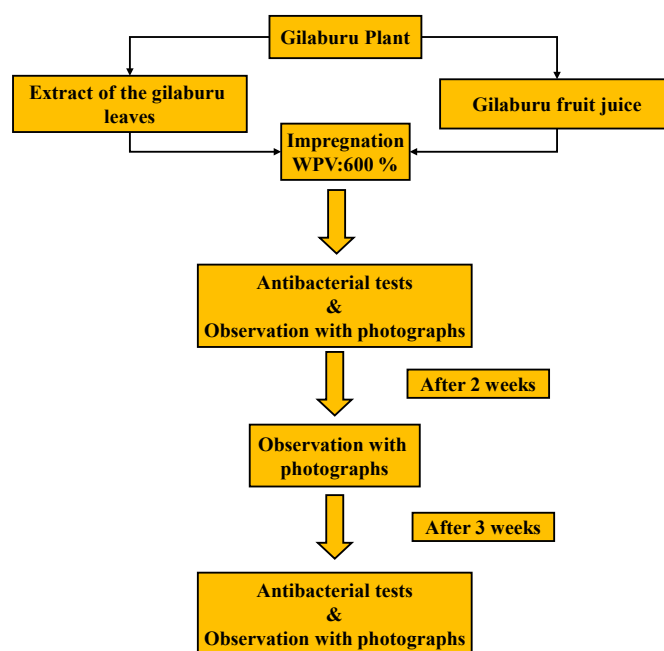 Gilaburu Plant
Extract of the gilaburu
leaves
Gilaburu fruit juice
Impregnation
WPV:600 %
Antibacterial tests
&
Observation with photographs
After 2 weeks
Observation with
photographs
After 3 weeks
Antibacterial tests
&
Observation with photographs